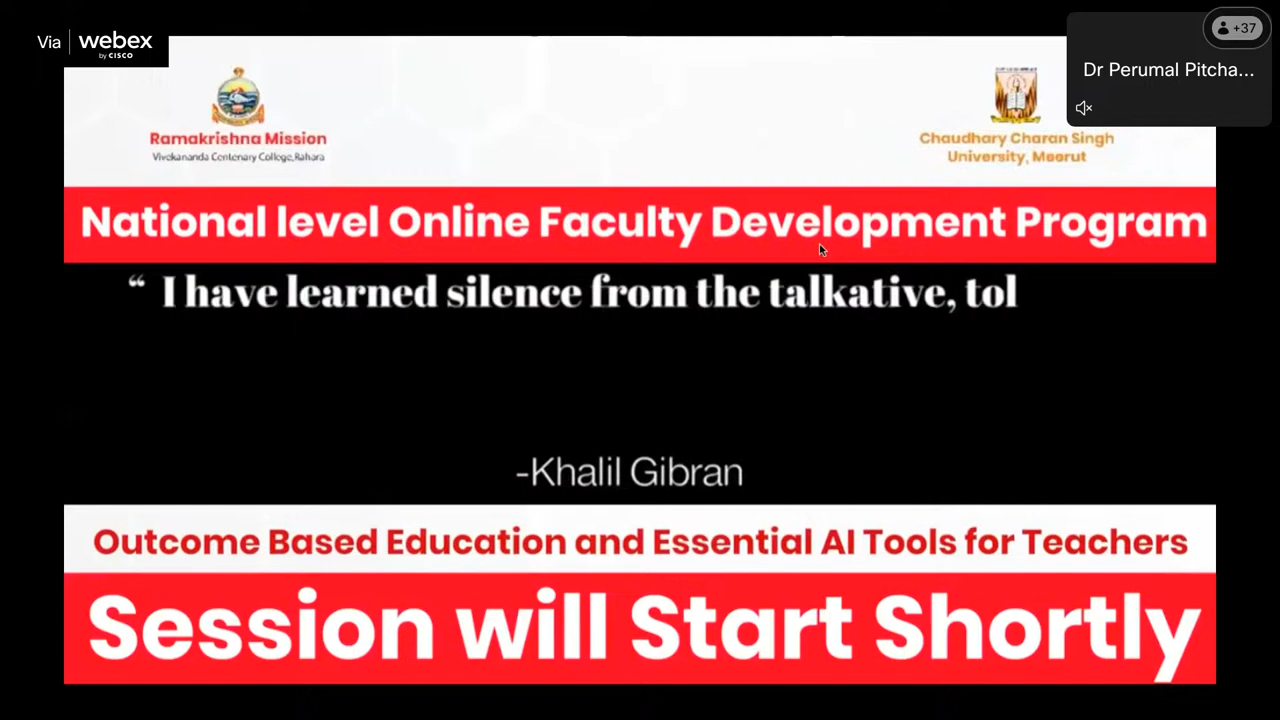 Via webex
by CISCO
+37
Dr Perumal Pitcha...
Ramakrishna Mission
Vivekananda Centenary College, Rahara
Chaudhary Charan Singh
University, Meerut
National level Online Faculty Development Program
“ I have learned silence from the talkative, tol
-Khalil Gibran
Outcome Based Education and Essential AI Tools for Teachers
Session will Start Shortly